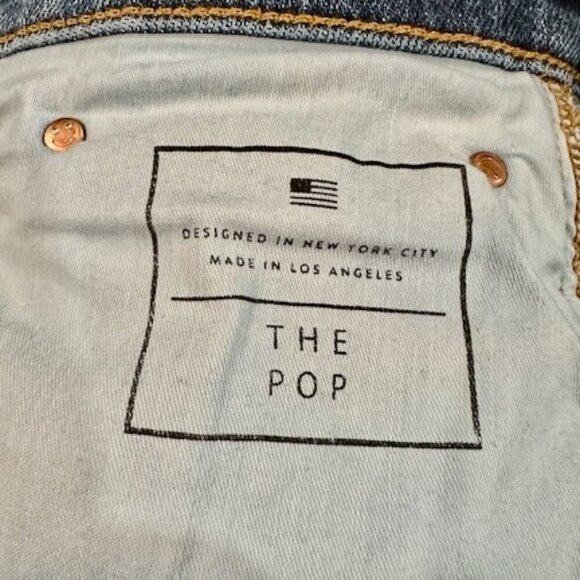 DESIGNED IN NEW YORK CITY
MADE IN LOS ANGELES
THE
POP